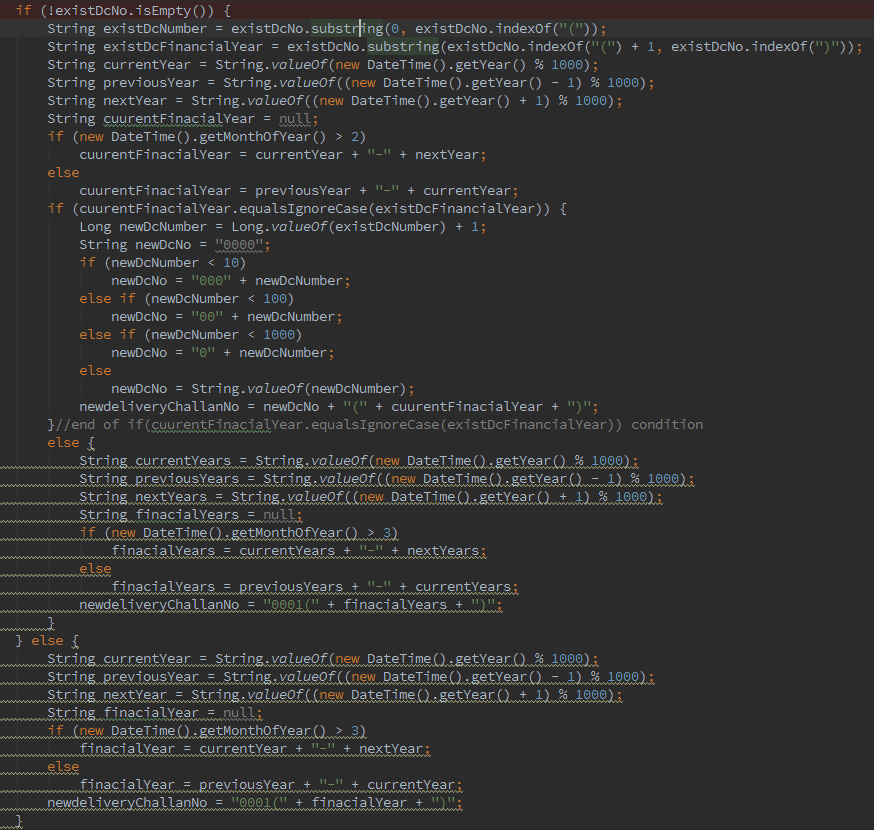 if (!existDcNo.isEmpty()) {
    String existDcNumber = existDcNo.substring(0, existDcNo.indexOf("("));
    String existDcFinancialYear = existDcNo.substring(existDcNo.indexOf("(") + 1, existDcNo.indexOf(")"));
    String currentYear = String.valueOf(new DateTime().getYear() % 1000);
    String previousYear = String.valueOf((new DateTime().getYear() - 1) % 1000);
    String nextYear = String.valueOf((new DateTime().getYear() + 1) % 1000);
    String cuurentFinacialYear = null;
    if (new DateTime().getMonthOfYear() > 2)
        cuurentFinacialYear = currentYear + "-" + nextYear;
    else
        cuurentFinacialYear = previousYear + "-" + currentYear;
    if (cuurentFinacialYear.equalsIgnoreCase(existDcFinancialYear)) {
        Long newDcNumber = Long.valueOf(existDcNumber) + 1;
        String newDcNo = "0000";
        if (newDcNumber < 10)
            newDcNo = "000" + newDcNumber;
        else if (newDcNumber < 100)
            newDcNo = "00" + newDcNumber;
        else if (newDcNumber < 1000)
            newDcNo = "0" + newDcNumber;
        else
            newDcNo = String.valueOf(newDcNumber);
        newdeliveryChallanNo = newDcNo + "(" + cuurentFinacialYear + ")";
    }//end of if(cuurentFinacialYear.equalsIgnoreCase(existDcFinancialYear)) condition
    else {
        String currentYears = String.valueOf(new DateTime().getYear() % 1000);
        String previousYears = String.valueOf((new DateTime().getYear() - 1) % 1000);
        String nextYears = String.valueOf((new DateTime().getYear() + 1) % 1000);
        String finacialYears = null;
        if (new DateTime().getMonthOfYear() > 3)
            finacialYears = currentYears + "-" + nextYears;
        else
            finacialYears = previousYears + "-" + currentYears;
        newdeliveryChallanNo = "0001(" + finacialYears + ")";
    }
} else {
    String currentYear = String.valueOf(new DateTime().getYear() % 1000);
    String previousYear = String.valueOf((new DateTime().getYear() - 1) % 1000);
    String nextYear = String.valueOf((new DateTime().getYear() + 1) % 1000);
    String finacialYear = null;
    if (new DateTime().getMonthOfYear() > 3)
        finacialYear = currentYear + "-" + nextYear;
    else
        finacialYear = previousYear + "-" + currentYear;
    newdeliveryChallanNo = "0001(" + finacialYear + ")";
}